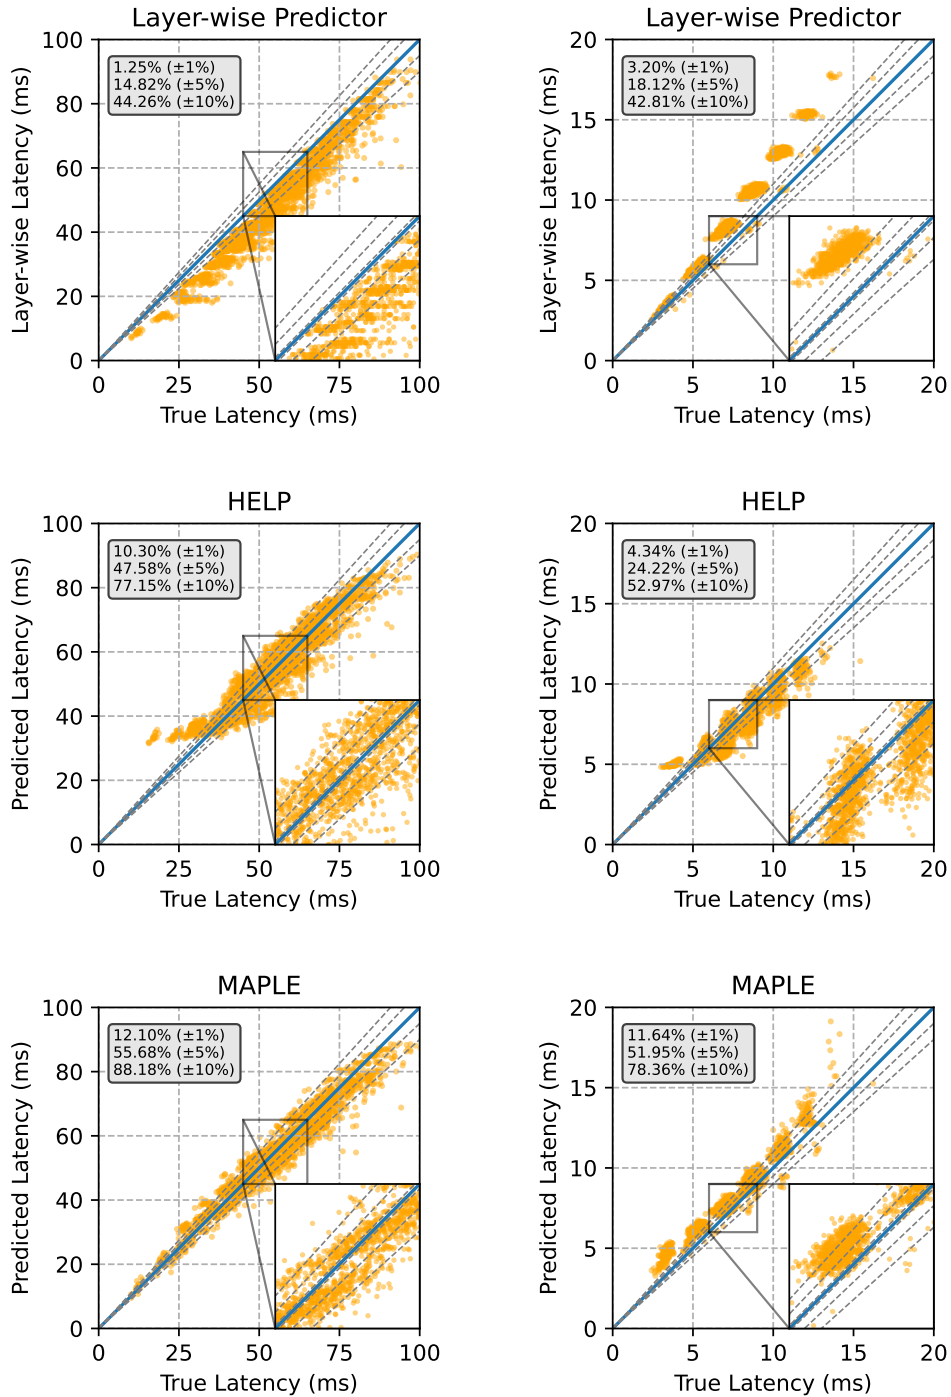 Layer-wise Predictor
Layer-wise Latency (ms)
100
80
60
40
20
0
1.25% (±1%)
14.82% (±5%)
44.26% (±10%)
0 25 50 75 100
True Latency (ms)
Layer-wise Predictor
Layer-wise Latency (ms)
20
15
10
5
0
3.20% (±1%)
18.12% (±5%)
42.81% (±10%)
0 5 10 15 20
True Latency (ms)
HELP
Predicted Latency (ms)
100
80
60
40
20
0
10.30% (±1%)
47.58% (±5%)
77.15% (±10%)
0 25 50 75 100
True Latency (ms)
HELP
Predicted Latency (ms)
20
15
10
5
0
4.34% (±1%)
24.22% (±5%)
52.97% (±10%)
0 5 10 15 20
True Latency (ms)
MAPLE
Predicted Latency (ms)
100
80
60
40
20
0
12.10% (±1%)
55.68% (±5%)
88.18% (±10%)
0 25 50 75 100
True Latency (ms)
MAPLE
Predicted Latency (ms)
20
15
10
5
0
11.64% (±1%)
51.95% (±5%)
78.36% (±10%)
0 5 10 15 20
True Latency (ms)